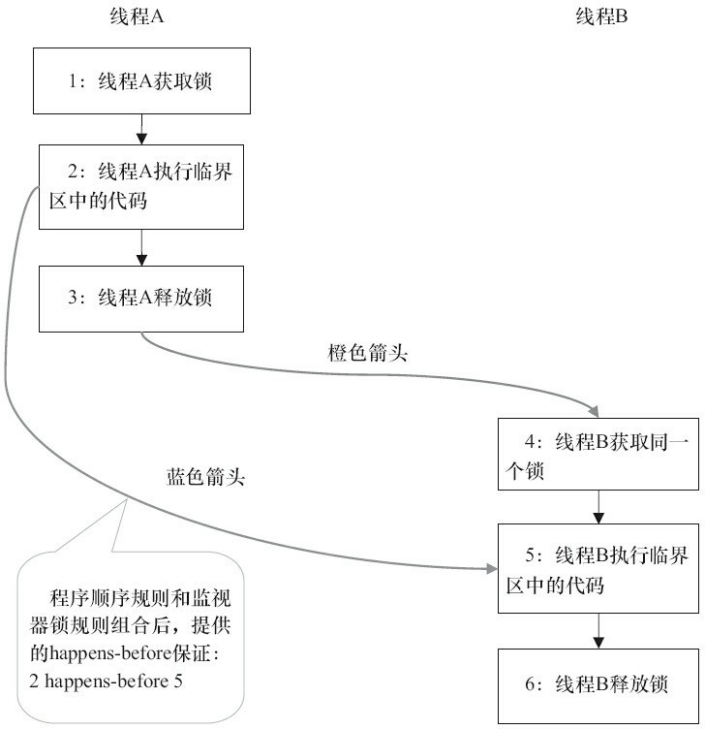 线程A
线程B
1：线程A获取锁
2：线程A执行临界
区中的代码
3：线程A释放锁
橙色箭头
4：线程B获取同一
个锁
蓝色箭头
5：线程B执行临界
区中的代码
程序顺序规则和监视
器锁规则组合后，提供
的happens-before保证：
2 happens-before 5
6：线程B释放锁